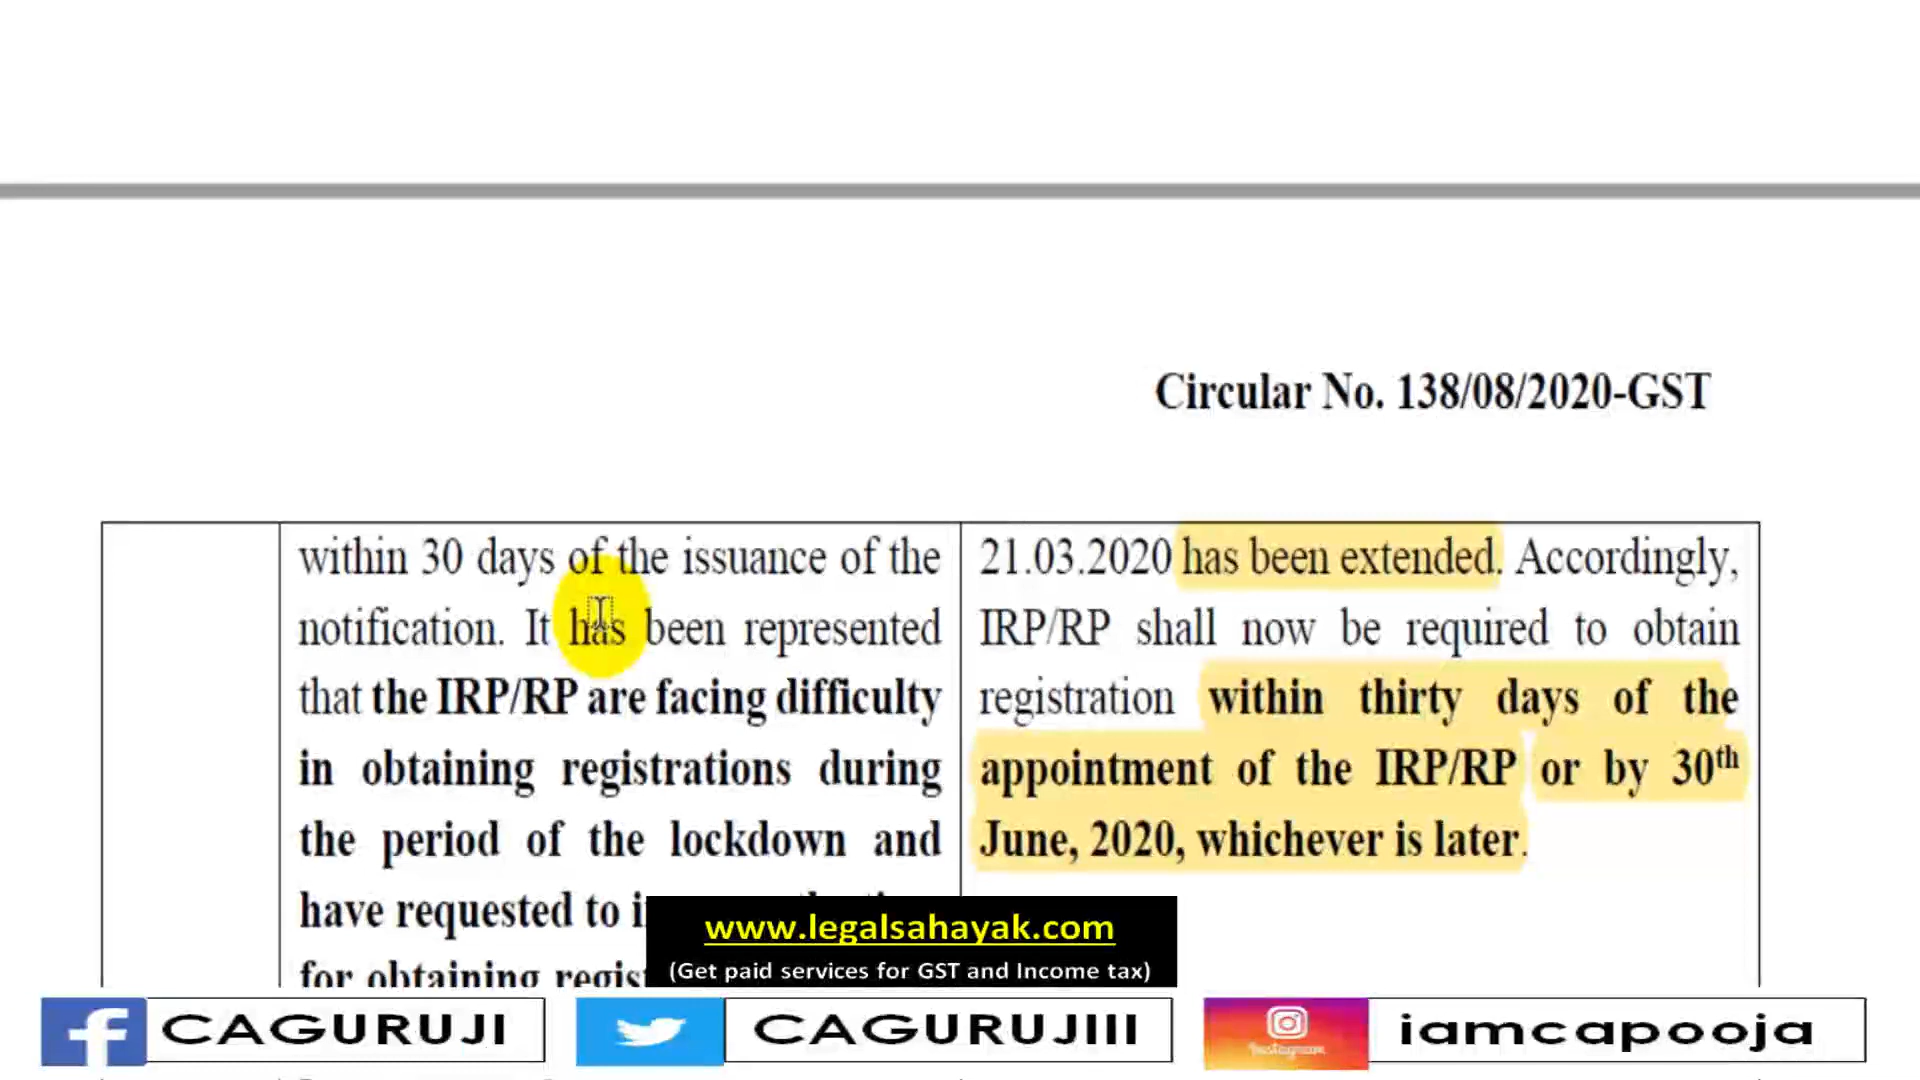 Circular No. 138/08/2020-GST
within 30 days of the issuance of the
notification. It has been represented
that the IRP/RP are facing difficulty
in obtaining registrations during
the period of the lockdown and
have requested to
for obtaining
21.03.2020 has been extended. Accordingly,
IRP/RP shall now be required to obtain
registration within thirty days of the
appointment of the IRP/RP or by 30th
June, 2020, whichever is later.
www.legalsahayak.com
(Get paid services for GST and Income tax)
CAGURUJI
CAGURUJIII
Instagram
iamcapooja